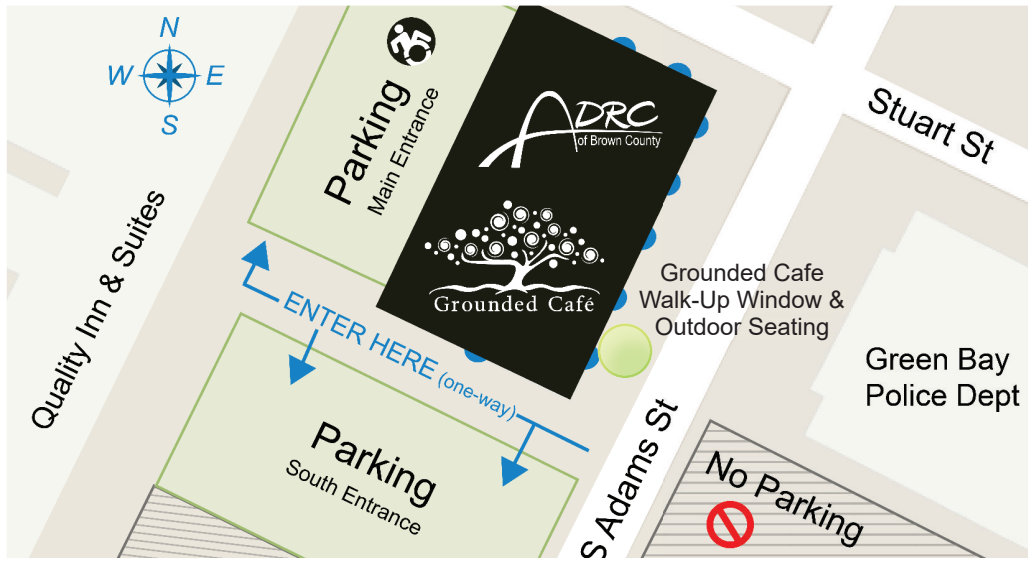 N
W
E
S
Parking
Main Entrance
ADRC
of Brown County
Stuart St
Quality Inn & Suites
Grounded Café
Grounded Cafe
Walk-Up Window &
Outdoor Seating
ENTER HERE (one-way)
Green Bay
Police Dept
Parking
South Entrance
S Adams St
No Parking